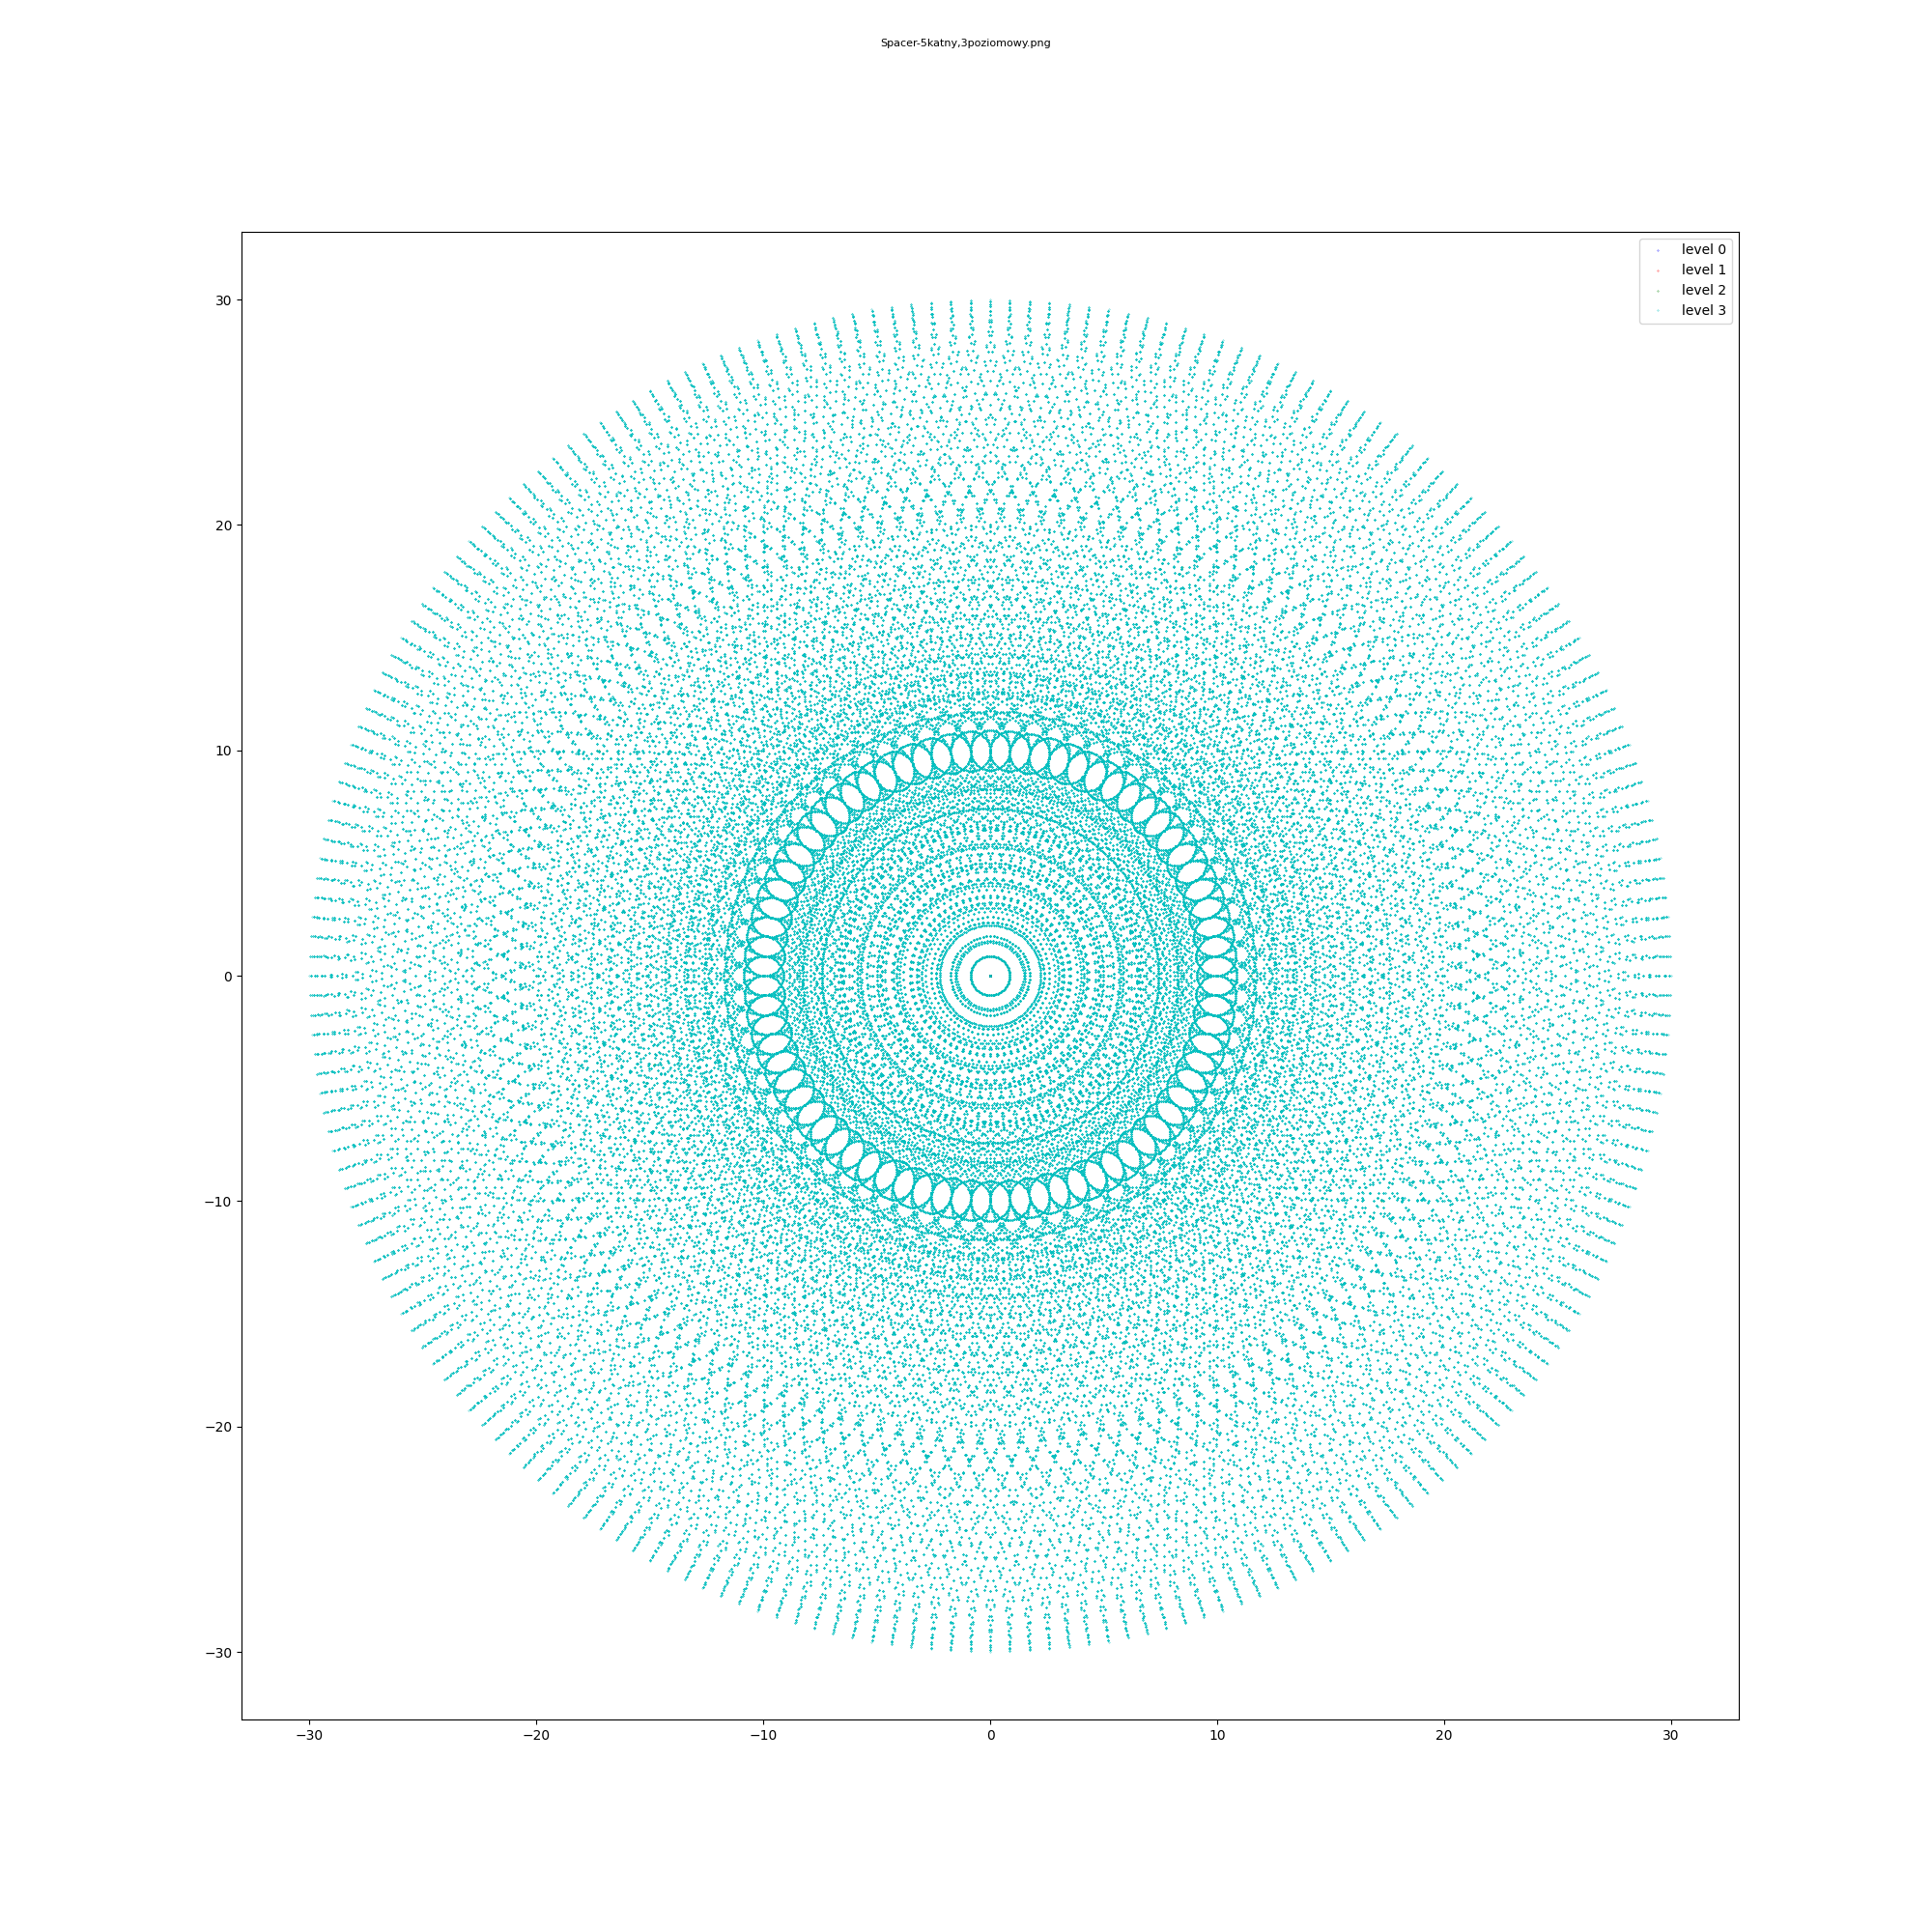 Spacer-5katny,3poziomowy.png
level 0
level 1
level 2
level 3
30
20
10
0
−10
−20
−30
−30 −20 −10 0 10 20 30